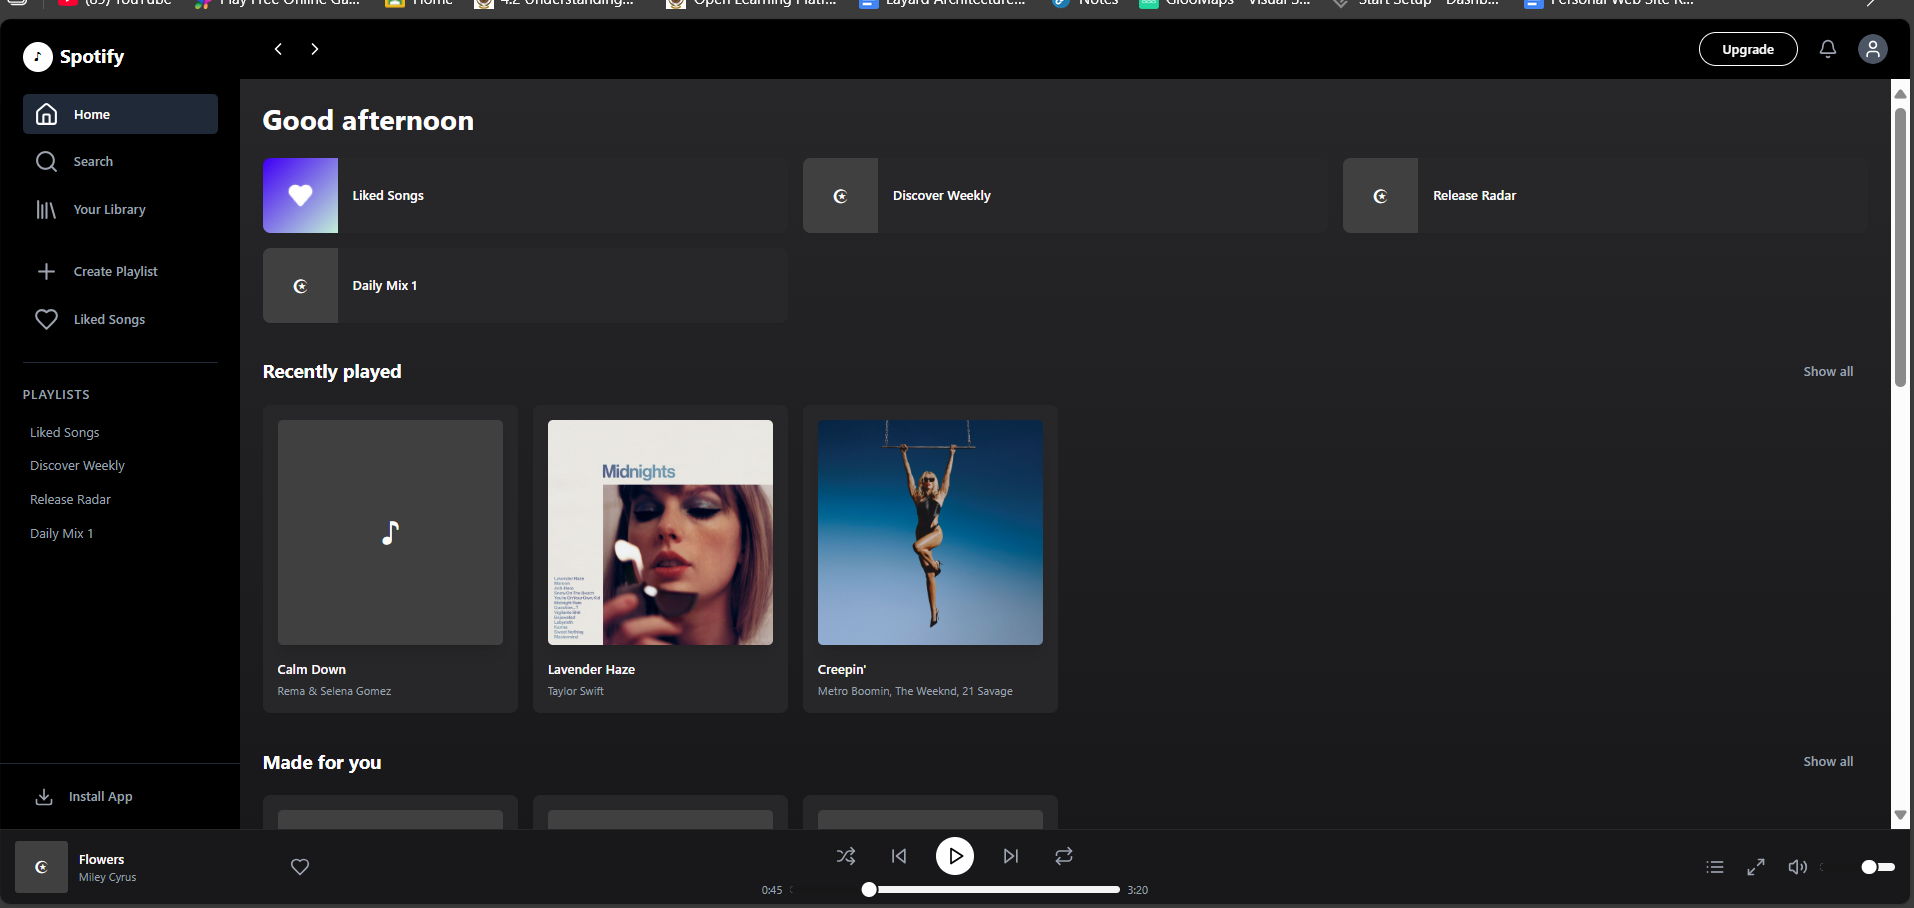 (89) YouTube
Play Free Online Ga...
Home
4.2 Understanding...
Open Learning Platf...
Layard Architecture...
Notes
GlooMaps - Visual S...
Start Setup - Dashb...
Personal Web Site R...
Spotify
Upgrade
Home
Search
Your Library
Create Playlist
Liked Songs
PLAYLISTS
Liked Songs
Discover Weekly
Release Radar
Daily Mix 1
Install App
Good afternoon
Liked Songs
Discover Weekly
Release Radar
Daily Mix 1
Recently played
Show all
Midnights
Calm Down
Rema & Selena Gomez
Lavender Haze
Taylor Swift
Creepin'
Metro Boomin, The Weeknd, 21 Savage
Made for you
Show all
Flowers
Miley Cyrus
0:45
3:20